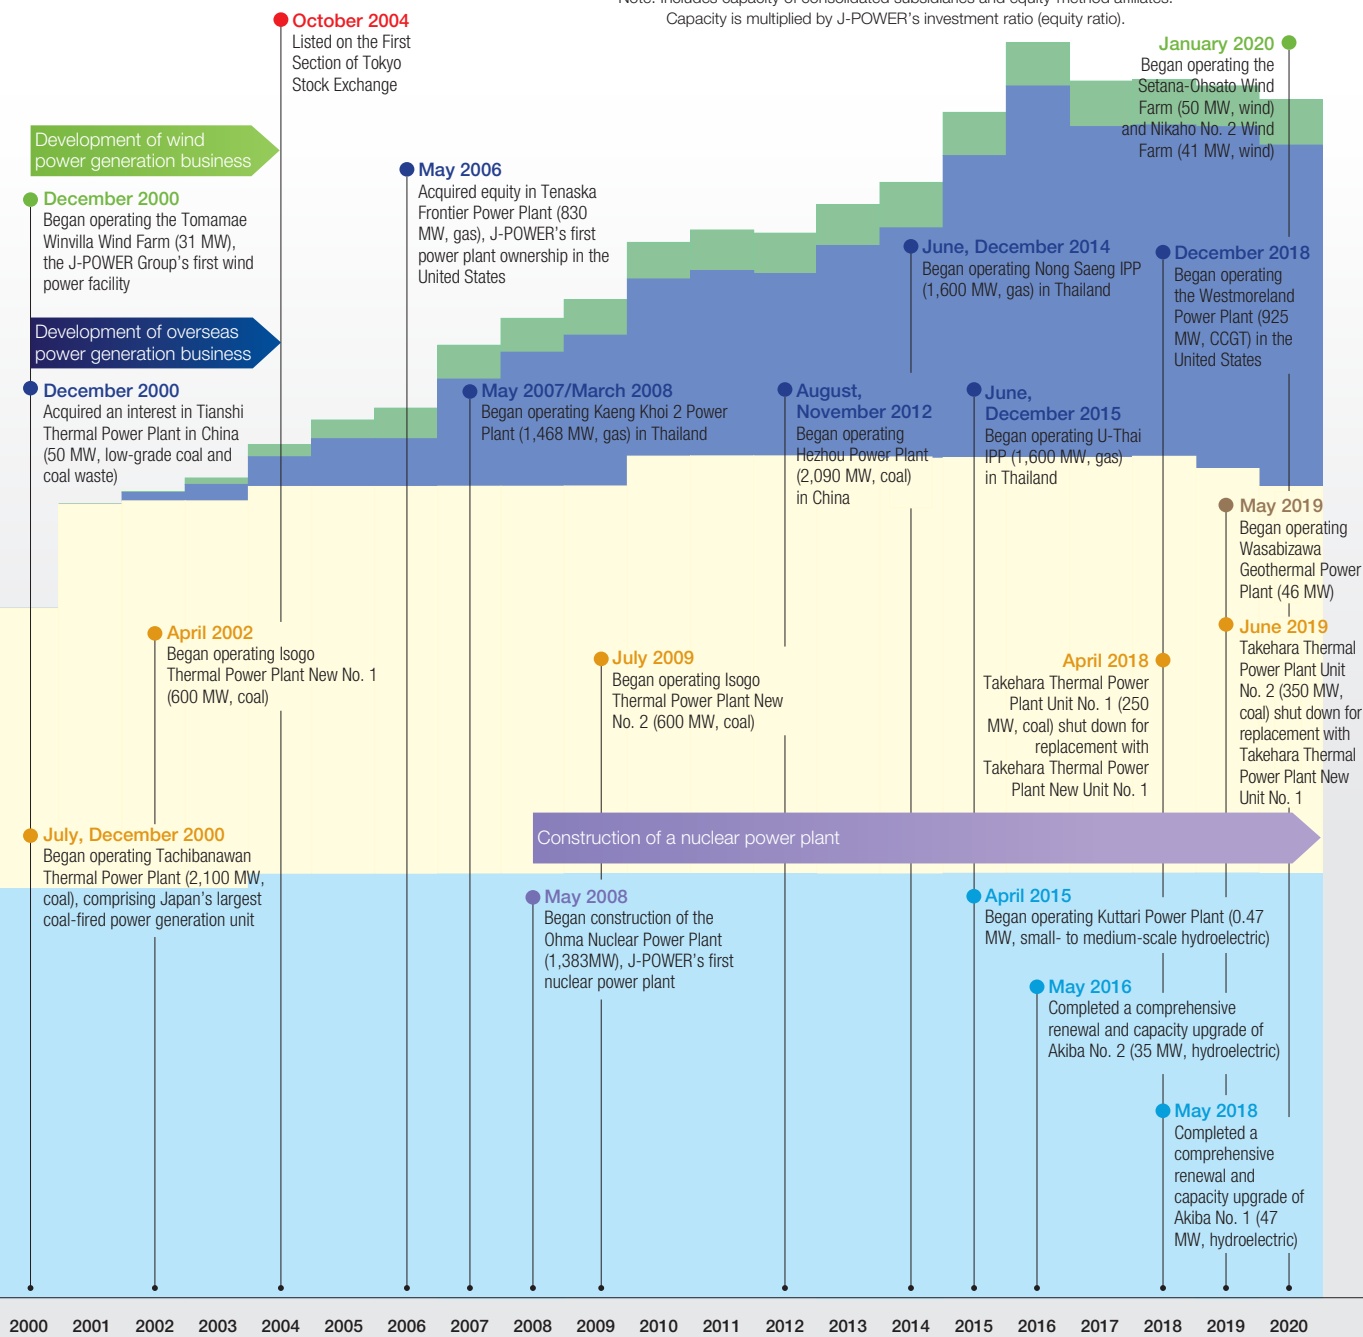 Note: Includes capacity of consolidated subsidiaries and equity method affiliates.
Capacity is multiplied by J-POWER's investment ratio (equity ratio).
October 2004
Listed on the First
Section of Tokyo
Stock Exchange
January 2020
Began operating the
Setana-Ohsato Wind
Farm (50 MW, wind)
and Nikaho No. 2 Wind
Farm (41 MW, wind)
Development of wind
power generation business
December 2000
Began operating the Tomamae
Winvilla Wind Farm (31 MW),
the J-POWER Group's first wind
power facility
May 2006
Acquired equity in Tenaska
Frontier Power Plant (830
MW, gas), J-POWER's first
power plant ownership in the
United States
June, December 2014
Began operating Nong Saeng IPP
(1,600 MW, gas) in Thailand
December 2018
Began operating
the Westmoreland
Power Plant (925
MW, CCGT) in the
United States
Development of overseas
power generation business
December 2000
Acquired an interest in Tianshi
Thermal Power Plant in China
(50 MW, low-grade coal and
coal waste)
May 2007/March 2008
Began operating Kaeng Khoi 2 Power
Plant (1,468 MW, gas) in Thailand
August,
November 2012
Began operating
Hezhou Power Plant
(2,090 MW, coal)
in China
June,
December 2015
Began operating U-Thai
IPP (1,600 MW, gas)
in Thailand
May 2019
Began operating
Wasabizawa
Geothermal Power
Plant (46 MW)
April 2002
Began operating Isogo
Thermal Power Plant New No. 1
(600 MW, coal)
July 2009
Began operating Isogo
Thermal Power Plant New
No. 2 (600 MW, coal)
April 2018
Takehara Thermal Power
Plant Unit No. 1 (250
MW, coal) shut down for
replacement with
Takehara Thermal Power
Plant New Unit No. 1
June 2019
Takehara Thermal
Power Plant Unit
No. 2 (350 MW,
coal) shut down for
replacement with
Takehara Thermal
Power Plant New
Unit No. 1
July, December 2000
Began operating Tachibanawan
Thermal Power Plant (2,100 MW,
coal), comprising Japan's largest
coal-fired power generation unit
Construction of a nuclear power plant
May 2008
Began construction of the
Ohma Nuclear Power Plant
(1,383MW), J-POWER's first
nuclear power plant
April 2015
Began operating Kuttari Power Plant (0.47
MW, small- to medium-scale hydroelectric)
May 2016
Completed a comprehensive
renewal and capacity upgrade of
Akiba No. 2 (35 MW, hydroelectric)
May 2018
Completed a
comprehensive
renewal and
capacity upgrade of
Akiba No. 1 (47
MW, hydroelectric)
2000 2001 2002 2003 2004 2005 2006 2007 2008 2009 2010 2011 2012 2013 2014 2015 2016 2017 2018 2019 2020